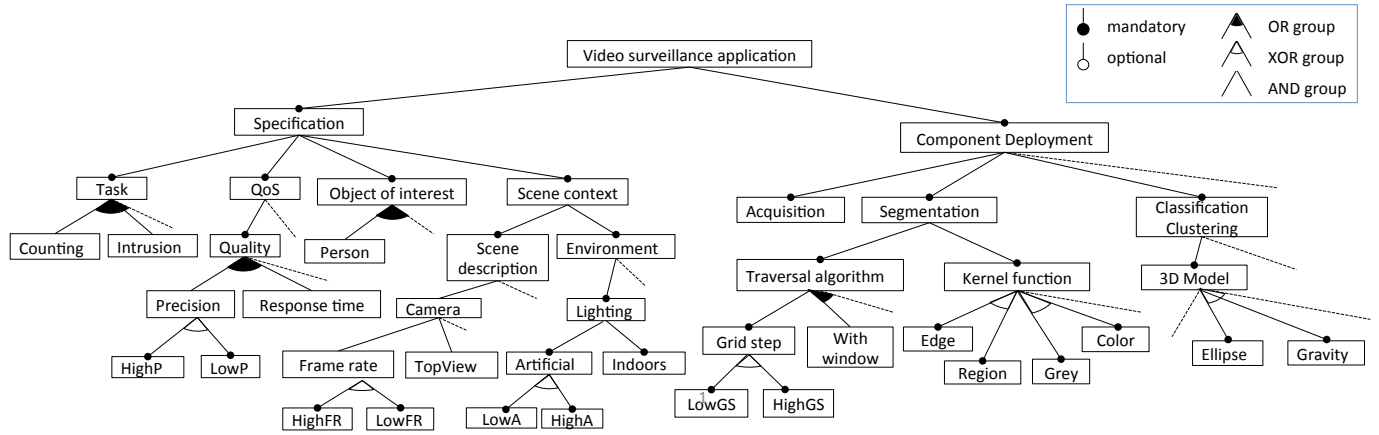 mandatory
OR group
optional
XOR group
AND group
Video surveillance application
Specification
Component Deployment
Task
QoS
Object of interest
Scene context
Acquisition
Segmentation
Classification
Clustering
Counting
Intrusion
Quality
Person
Scene
description
Environment
Traversal algorithm
Kernel function
3D Model
Precision
Response time
Camera
Lighting
Grid step
With
window
Edge
Color
Region
Grey
Ellipse
Gravity
HighP
LowP
Frame rate
TopView
Artificial
Indoors
LowGS
HighGS
1
HighFR
LowFR
LowA
HighA